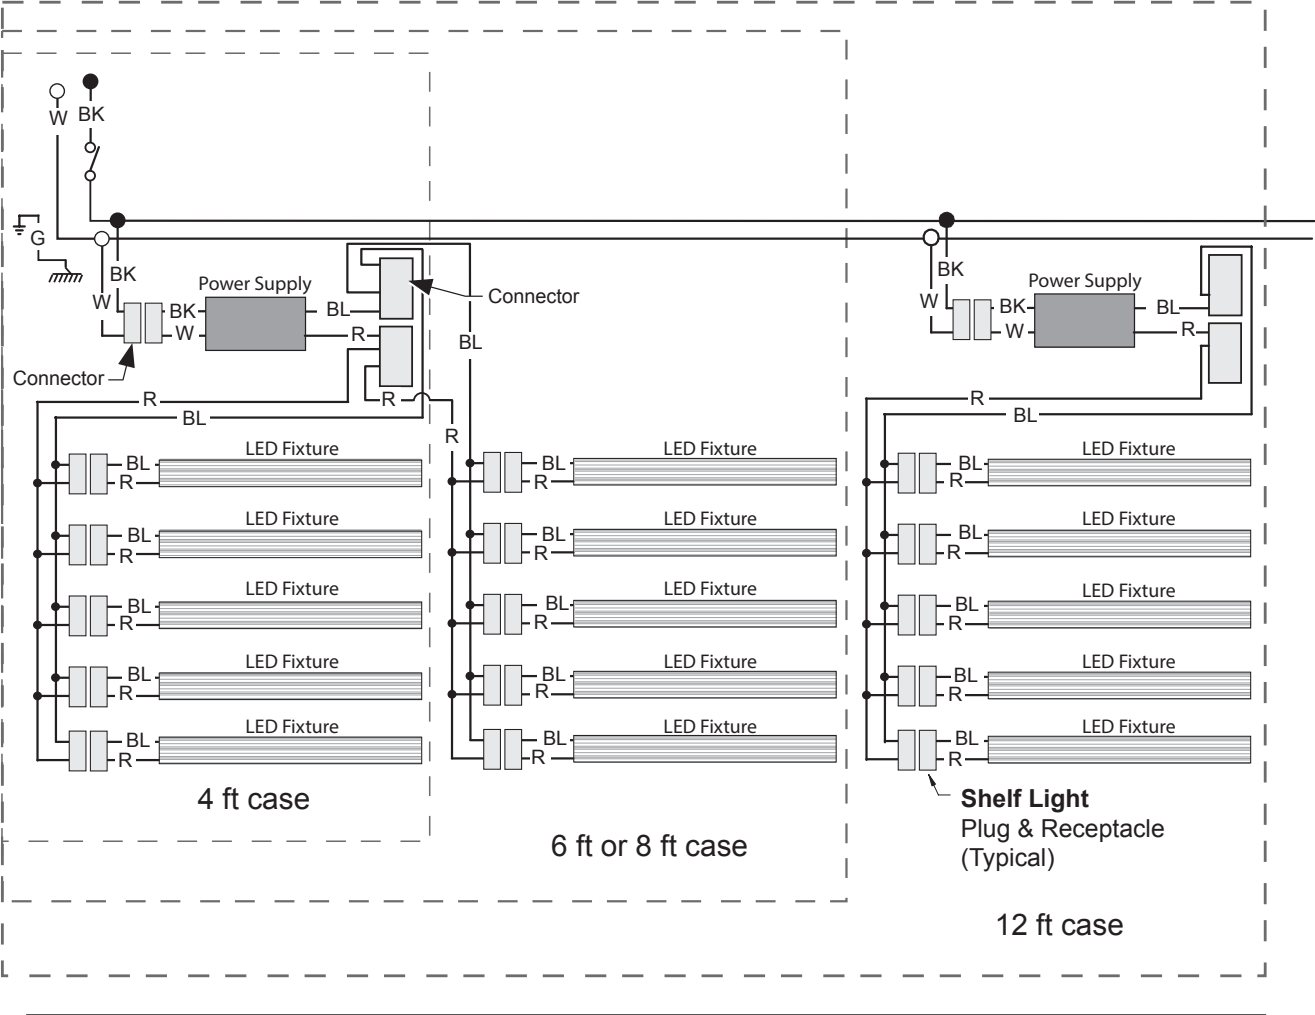 W
BK
G
BK
W
Power Supply
BK
W
BL
R
Connector
BL
Connector
R
BL
R
R
BK
W
Power Supply
BK
W
BL
R
R
BL
LED Fixture
BL
R
LED Fixture
BL
R
LED Fixture
BL
R
LED Fixture
BL
R
LED Fixture
BL
R
4 ft case
LED Fixture
BL
R
LED Fixture
BL
R
LED Fixture
BL
R
LED Fixture
BL
R
LED Fixture
BL
R
6 ft or 8 ft case
LED Fixture
BL
R
LED Fixture
BL
R
LED Fixture
BL
R
LED Fixture
BL
R
LED Fixture
BL
R
Shelf Light
Plug & Receptacle
(Typical)
12 ft case